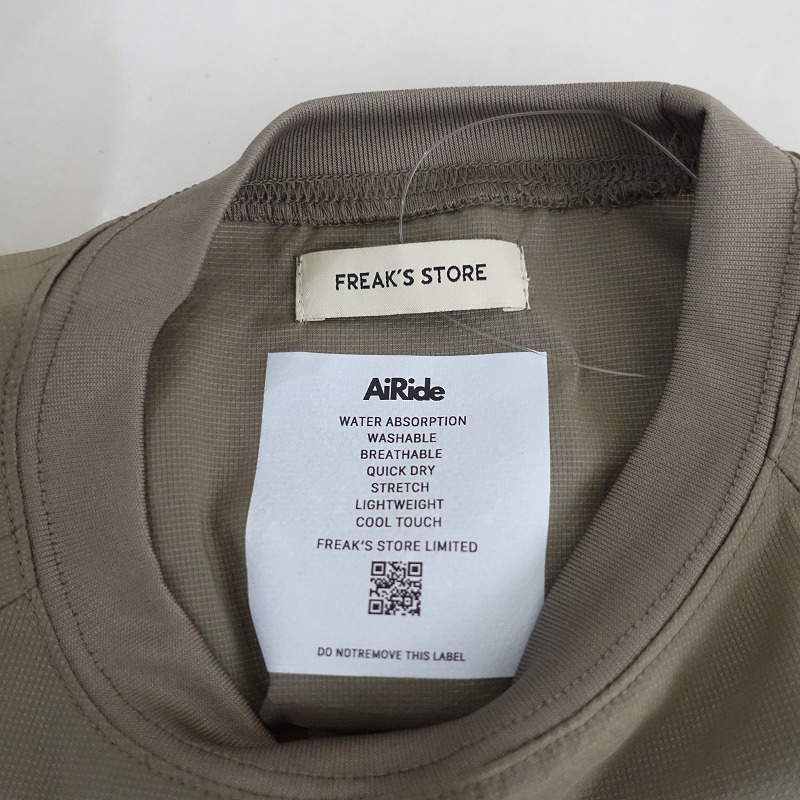 FREAK'S STORE
AiRide
WATER ABSORPTION
WASHABLE
BREATHABLE
QUICK DRY
STRETCH
LIGHTWEIGHT
COOL TOUCH
FREAK'S STORE LIMITED
DO NOTREMOVE THIS LABEL